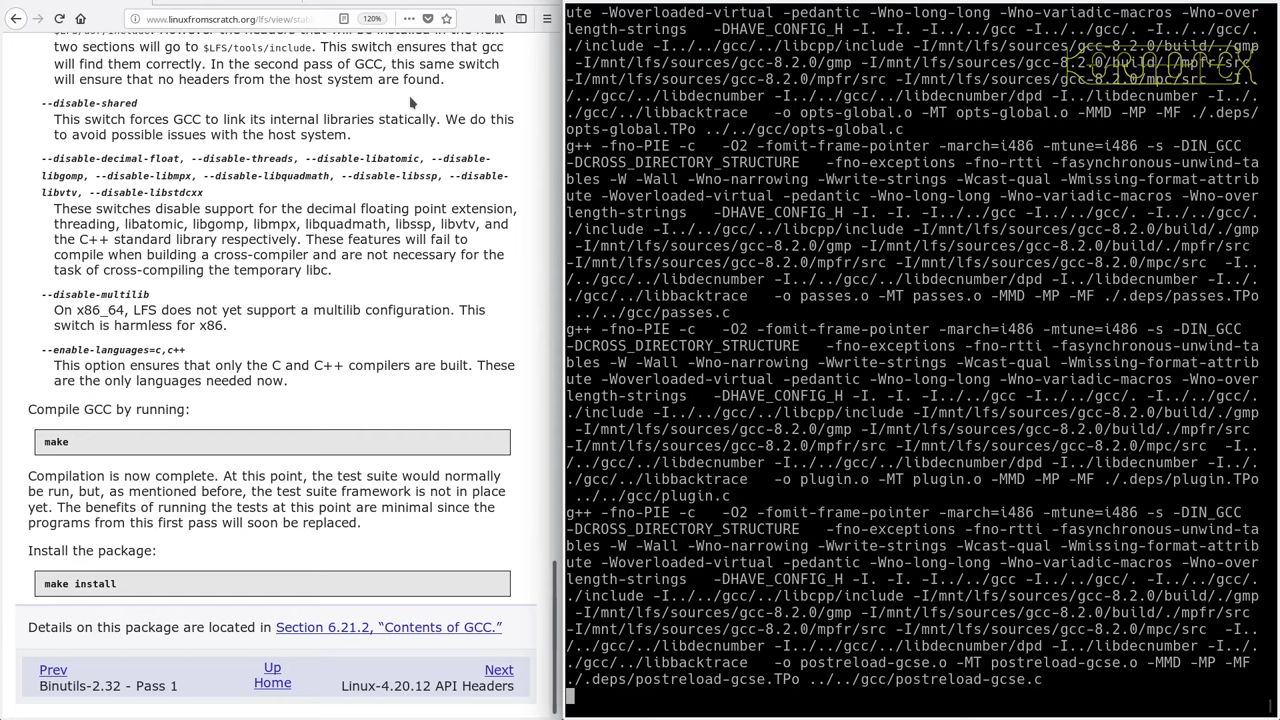 www.linuxfromscratch.org/lfs/view/stabl
120%
two sections will go to $LFS/tools/include. This switch ensures that gcc
will find them correctly. In the second pass of GCC, this same switch
will ensure that no headers from the host system are found.
--disable-shared
This switch forces GCC to link its internal libraries statically. We do this
to avoid possible issues with the host system.
--disable-decimal-float, --disable-threads, --disable-libatomic, --disable-
libgomp, --disable-libmpx, --disable-libquadmath, --disable-libssp, --disable-
libvtv, --disable-libstdcxx
These switches disable support for the decimal floating point extension,
threading, libatomic, libgomp, libmpx, libquadmath, libssp, libvtv, and
the C++ standard library respectively. These features will fail to
compile when building a cross-compiler and are not necessary for the
task of cross-compiling the temporary libc.
--disable-multilib
On x86_64, LFS does not yet support a multilib configuration. This
switch is harmless for x86.
--enable-languages=c,c++
This option ensures that only the C and C++ compilers are built. These
are the only languages needed now.
Compile GCC by running:
make
Compilation is now complete. At this point, the test suite would normally
be run, but, as mentioned before, the test suite framework is not in place
yet. The benefits of running the tests at this point are minimal since the
programs from this first pass will soon be replaced.
Install the package:
make install
Details on this package are located in Section 6.21.2, “Contents of GCC.”
Prev Up Next
Binutils-2.32 - Pass 1 Home Linux-4.20.12 API Headers
ute -Woverloaded-virtual -pedantic -Wno-long-long -Wno-variadic-macros -Wno-over
length-strings   -DHAVE_CONFIG_H -I. -I. -I../../gcc -I../../gcc/. -I../../gcc/.
./include -I../../gcc/../libcpp/include -I/mnt/lfs/sources/gcc-8.2.0/build/./gmp
 -I/mnt/lfs/sources/gcc-8.2.0/gmp -I/mnt/lfs/sources/gcc-8.2.0/build/./mpfr/src
 -I/mnt/lfs/sources/gcc-8.2.0/mpfr/src -I/mnt/lfs/sources/gcc-8.2.0/mpc/src  -I..
/../gcc/../libdecnumber -I../../gcc/../libdecnumber/dpd -I../libdecnumber -I../.
./gcc/../libbacktrace   -o opts-global.o -MT opts-global.o -MMD -MP -MF ./.deps/
opts-global.TPo ../../gcc/opts-global.c
g++ -fno-PIE -c   -O2 -fomit-frame-pointer -march=i486 -mtune=i486 -s -DIN_GCC
-DCROSS_DIRECTORY_STRUCTURE   -fno-exceptions -fno-rtti -fasynchronous-unwind-ta
bles -W -Wall -Wno-narrowing -Wwrite-strings -Wcast-qual -Wmissing-format-attrib
ute -Woverloaded-virtual -pedantic -Wno-long-long -Wno-variadic-macros -Wno-over
length-strings   -DHAVE_CONFIG_H -I. -I. -I../../gcc -I../../gcc/. -I../../gcc/.
./include -I../../gcc/../libcpp/include -I/mnt/lfs/sources/gcc-8.2.0/build/./gmp
 -I/mnt/lfs/sources/gcc-8.2.0/gmp -I/mnt/lfs/sources/gcc-8.2.0/build/./mpfr/src
 -I/mnt/lfs/sources/gcc-8.2.0/mpfr/src -I/mnt/lfs/sources/gcc-8.2.0/mpc/src  -I..
/../gcc/../libdecnumber -I../../gcc/../libdecnumber/dpd -I../libdecnumber -I../.
./gcc/../libbacktrace   -o passes.o -MT passes.o -MMD -MP -MF ./.deps/passes.TPo
 ../../gcc/passes.c
g++ -fno-PIE -c   -O2 -fomit-frame-pointer -march=i486 -mtune=i486 -s -DIN_GCC
-DCROSS_DIRECTORY_STRUCTURE   -fno-exceptions -fno-rtti -fasynchronous-unwind-ta
bles -W -Wall -Wno-narrowing -Wwrite-strings -Wcast-qual -Wmissing-format-attrib
ute -Woverloaded-virtual -pedantic -Wno-long-long -Wno-variadic-macros -Wno-over
length-strings   -DHAVE_CONFIG_H -I. -I. -I../../gcc -I../../gcc/. -I../../gcc/.
./include -I../../gcc/../libcpp/include -I/mnt/lfs/sources/gcc-8.2.0/build/./gmp
 -I/mnt/lfs/sources/gcc-8.2.0/gmp -I/mnt/lfs/sources/gcc-8.2.0/build/./mpfr/src
 -I/mnt/lfs/sources/gcc-8.2.0/mpfr/src -I/mnt/lfs/sources/gcc-8.2.0/mpc/src  -I..
/../gcc/../libdecnumber -I../../gcc/../libdecnumber/dpd -I../libdecnumber -I../.
./gcc/../libbacktrace   -o plugin.o -MT plugin.o -MMD -MP -MF ./.deps/plugin.TPo
 ../../gcc/plugin.c
g++ -fno-PIE -c   -O2 -fomit-frame-pointer -march=i486 -mtune=i486 -s -DIN_GCC
-DCROSS_DIRECTORY_STRUCTURE   -fno-exceptions -fno-rtti -fasynchronous-unwind-ta
bles -W -Wall -Wno-narrowing -Wwrite-strings -Wcast-qual -Wmissing-format-attrib
ute -Woverloaded-virtual -pedantic -Wno-long-long -Wno-variadic-macros -Wno-over
length-strings   -DHAVE_CONFIG_H -I. -I. -I../../gcc -I../../gcc/. -I../../gcc/.
./include -I../../gcc/../libcpp/include -I/mnt/lfs/sources/gcc-8.2.0/build/./gmp
 -I/mnt/lfs/sources/gcc-8.2.0/gmp -I/mnt/lfs/sources/gcc-8.2.0/build/./mpfr/src
 -I/mnt/lfs/sources/gcc-8.2.0/mpfr/src -I/mnt/lfs/sources/gcc-8.2.0/mpc/src  -I..
/../gcc/../libdecnumber -I../../gcc/../libdecnumber/dpd -I../libdecnumber -I../.
./gcc/../libbacktrace   -o postreload-gcse.o -MT postreload-gcse.o -MMD -MP -MF
./.deps/postreload-gcse.TPo ../../gcc/postreload-gcse.c